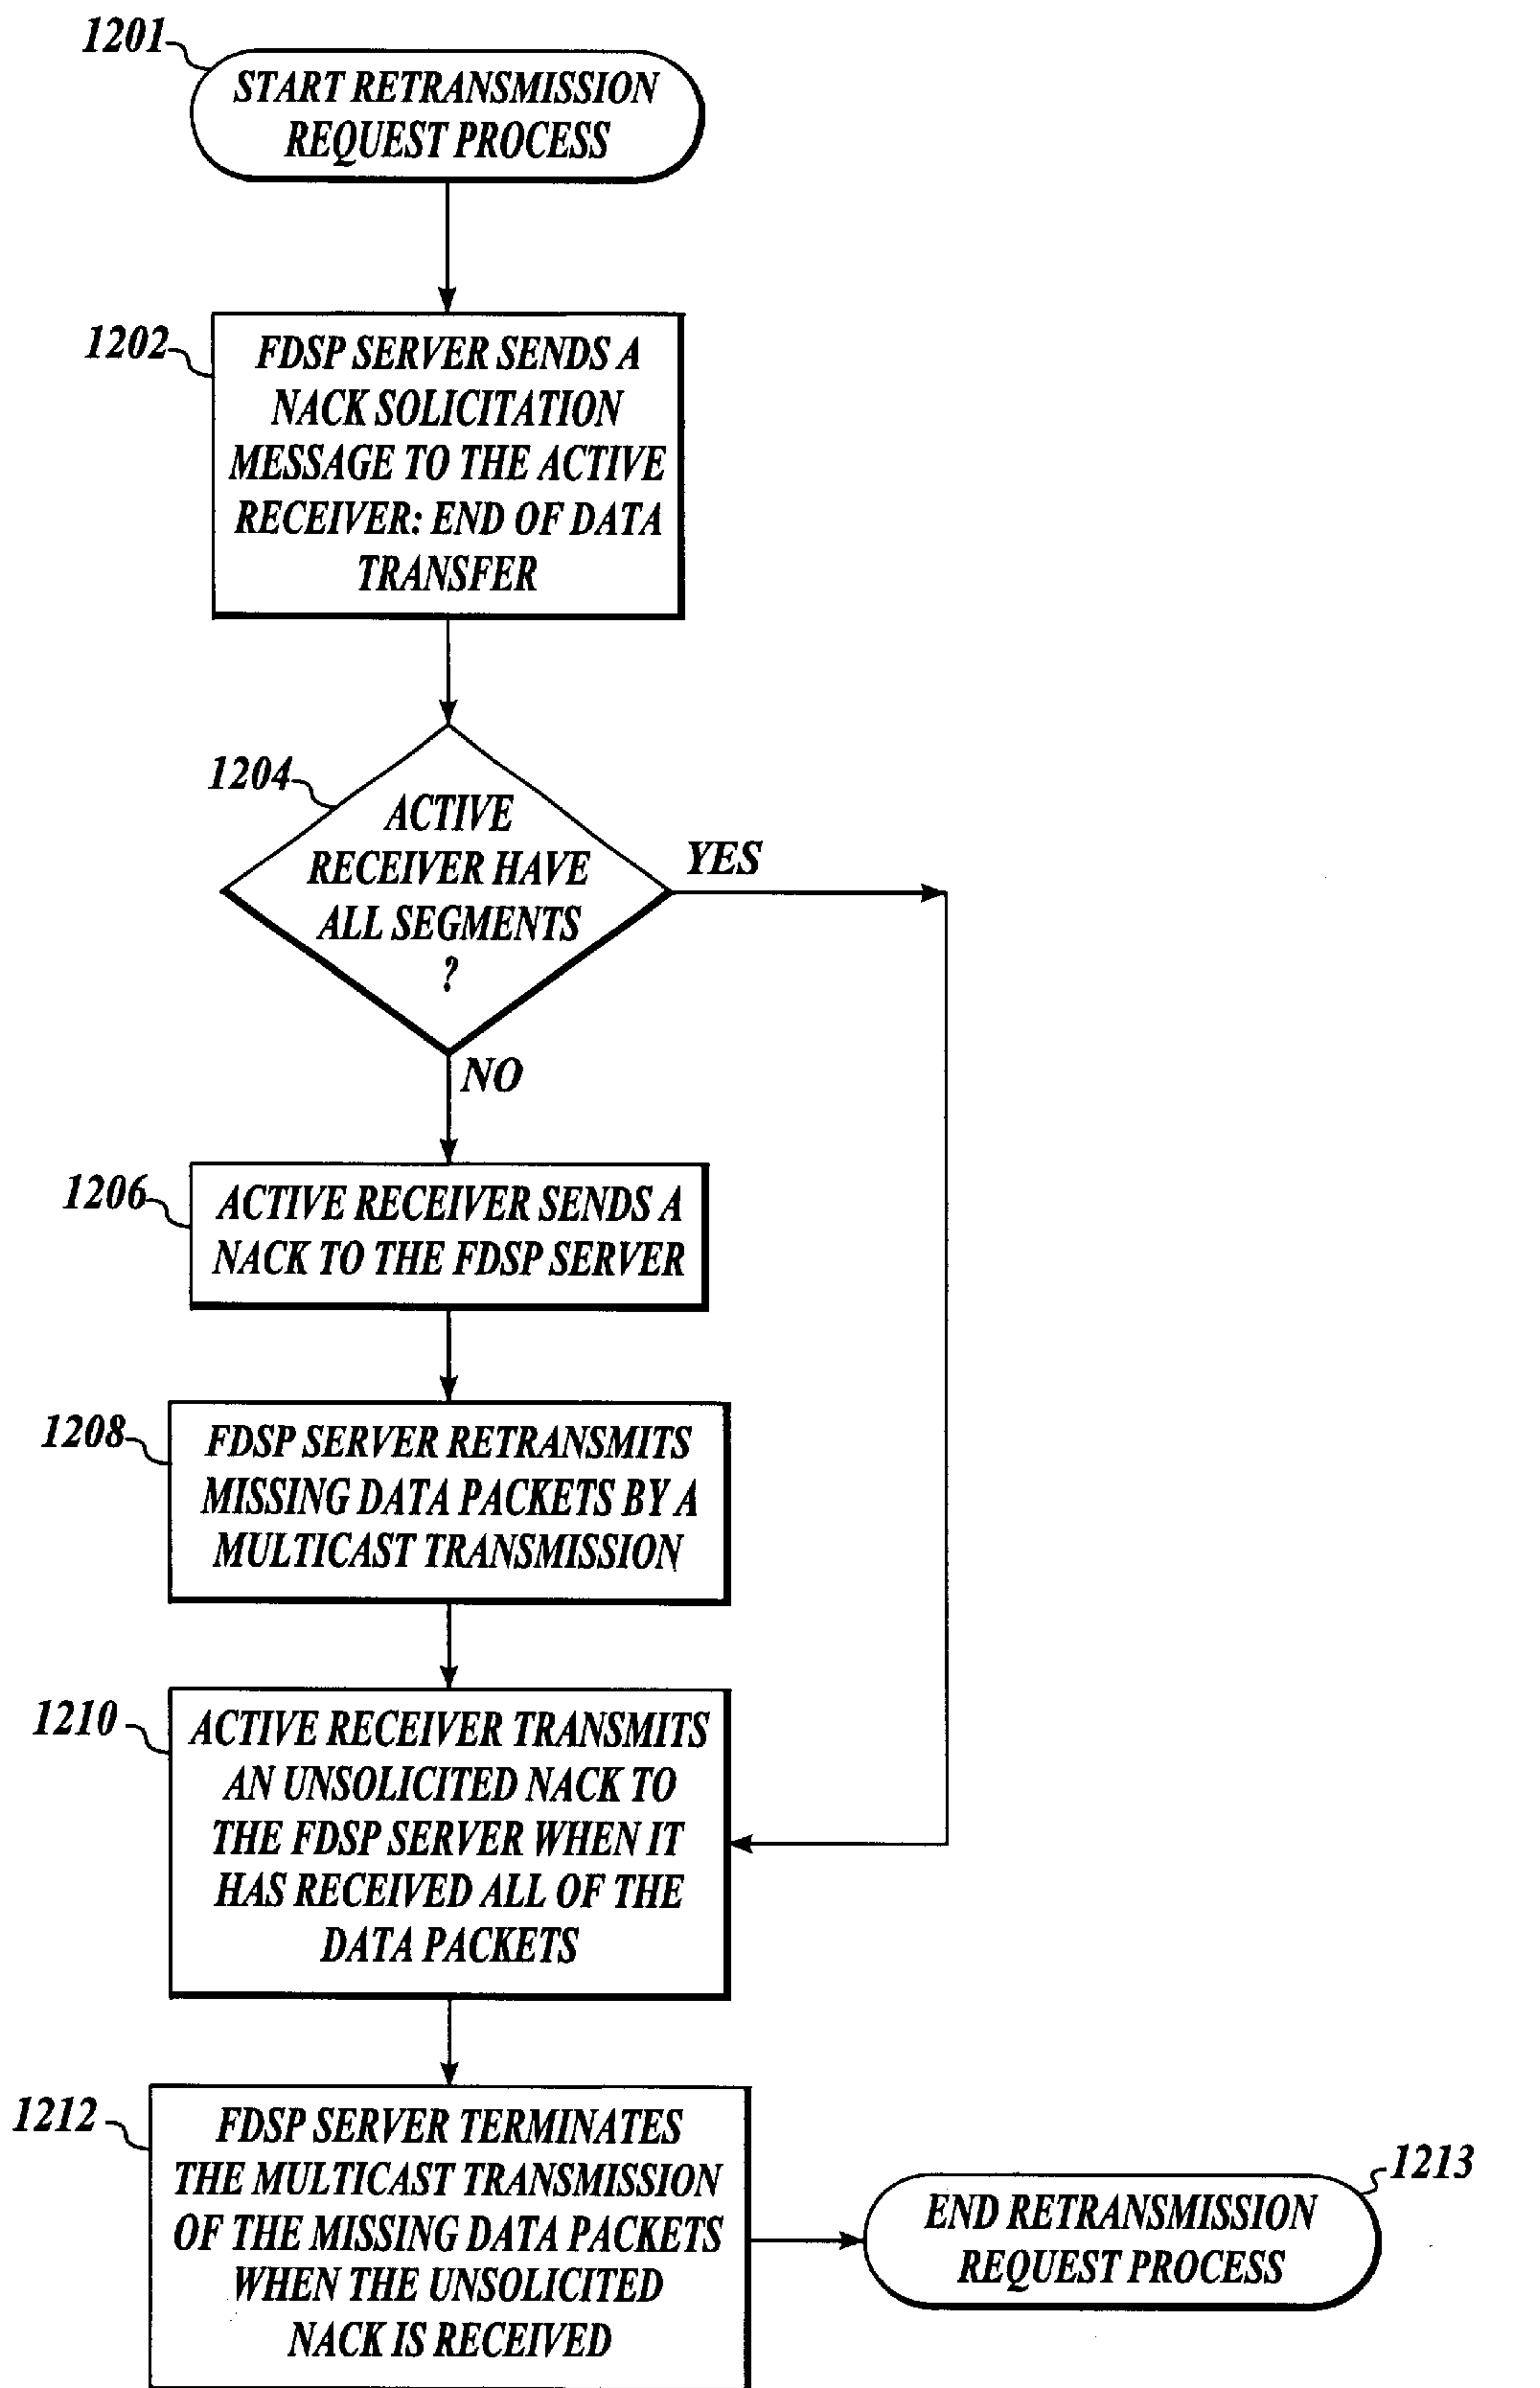 1201
START RETRANSMISSION
REQUEST PROCESS
1202
FDSP SERVER SENDS A
NACK SOLICITATION
MESSAGE TO THE ACTIVE
RECEIVER: END OF DATA
TRANSFER
1204
ACTIVE
RECEIVER HAVE
ALL SEGMENTS
?
YES
NO
1206
ACTIVE RECEIVER SENDS A
NACK TO THE FDSP SERVER
1208
FDSP SERVER RETRANSMITS
MISSING DATA PACKETS BY A
MULTICAST TRANSMISSION
1210
ACTIVE RECEIVER TRANSMITS
AN UNSOLICITED NACK TO
THE FDSP SERVER WHEN IT
HAS RECEIVED ALL OF THE
DATA PACKETS
1212
FDSP SERVER TERMINATES
THE MULTICAST TRANSMISSION
OF THE MISSING DATA PACKETS
WHEN THE UNSOLICITED
NACK IS RECEIVED
1213
END RETRANSMISSION
REQUEST PROCESS